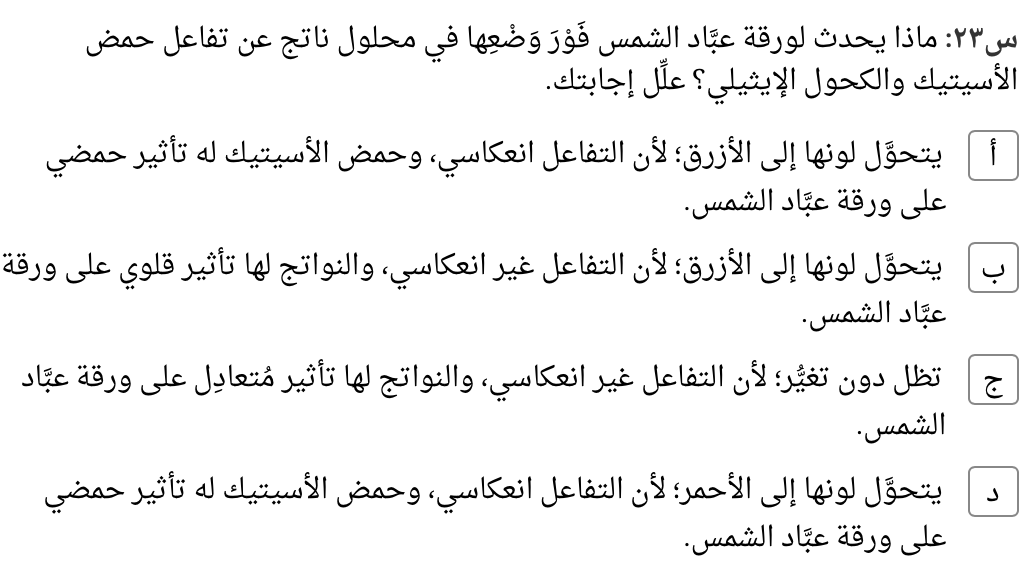 س٢٣: ماذا يحدث لورقة عبَّاد الشمس فَوْرَ وَضْعِها في محلول ناتج عن تفاعل حمض
الأسيتيك والكحول الإيثيلي؟ علِّل إجابتك.
أ يتحوَّل لونها إلى الأزرق؛ لأن التفاعل انعكاسي، وحمض الأسيتيك له تأثير حمضي
على ورقة عبَّاد الشمس.
ب يتحوَّل لونها إلى الأزرق؛ لأن التفاعل غير انعكاسي، والنواتج لها تأثير قلوي على ورقة
عبَّاد الشمس.
ج تظل دون تغيُّر؛ لأن التفاعل غير انعكاسي، والنواتج لها تأثير مُتعادِل على ورقة عبَّاد
الشمس.
د يتحوَّل لونها إلى الأحمر؛ لأن التفاعل انعكاسي، وحمض الأسيتيك له تأثير حمضي
على ورقة عبَّاد الشمس.